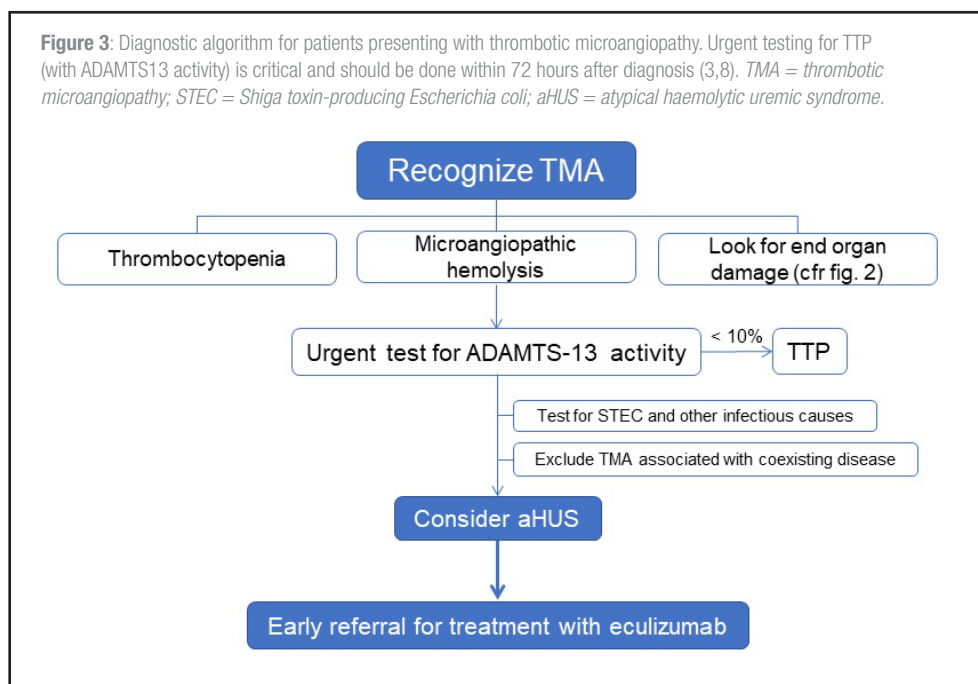 Figure 3: Diagnostic algorithm for patients presenting with thrombotic microangiopathy. Urgent testing for TTP
(with ADAMTS13 activity) is critical and should be done within 72 hours after diagnosis (3,8). TMA = thrombotic
microangiopathy; STEC = Shiga toxin-producing Escherichia coli; aHUS = atypical haemolytic uremic syndrome.
Recognize TMA
Thrombocytopenia
Microangiopathic
hemolysis
Look for end organ
damage (cfr fig. 2)
Urgent test for ADAMTS-13 activity
< 10%
TTP
Test for STEC and other infectious causes
Exclude TMA associated with coexisting disease
Consider aHUS
Early referral for treatment with eculizumab